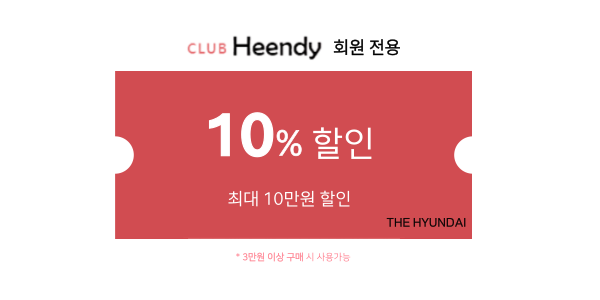 CLUB Heendy 회원 전용
10% 할인
최대 10만원 할인
THE HYUNDAI
* 3만원 이상 구매 시 사용가능